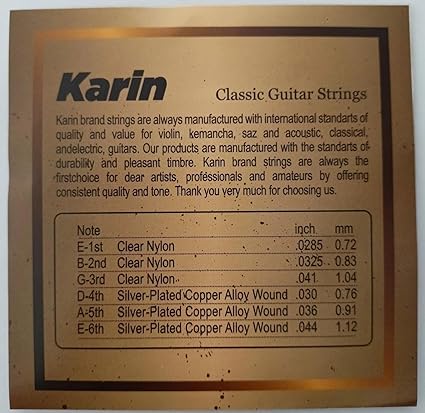 Karin
Classic Guitar Strings
Karin brand strings are always manufactured with international standarts of
quality and value for violin, kemancha, saz and acoustic, classical,
andelectric, guitars. Our products are manufactured with the standarts of
durability and pleasant timbre. Karin brand strings are always the
firstchoice for dear artists, professionals and amateurs by offering
consistent quality and tone. Thank you very much for choosing us.
Note inch mm
E-1st Clear Nylon .0285 0.72
B-2nd Clear Nylon .0325 0.83
G-3rd Clear Nylon .041 1.04
D-4th Silver-Plated Copper Alloy Wound .030 0.76
A-5th Silver-Plated Copper Alloy Wound .036 0.91
E-6th Silver-Plated Copper Alloy Wound .044 1.12